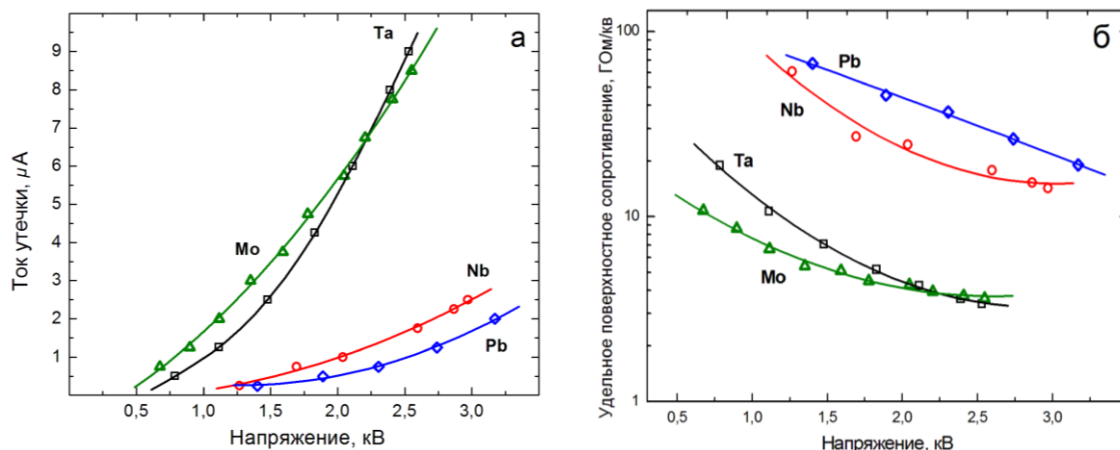 а
Ta
Mo
Nb
Pb
9
8
7
6
5
4
3
2
1
0,5
1,0
1,5
2,0
2,5
3,0
Ток утечки, μA
Напряжение, кВ
б
Pb
Nb
Ta
Mo
100
10
1
0,5
1,0
1,5
2,0
2,5
3,0
Удельное поверхностное сопротивление, ГОм/кв
Напряжение, кВ